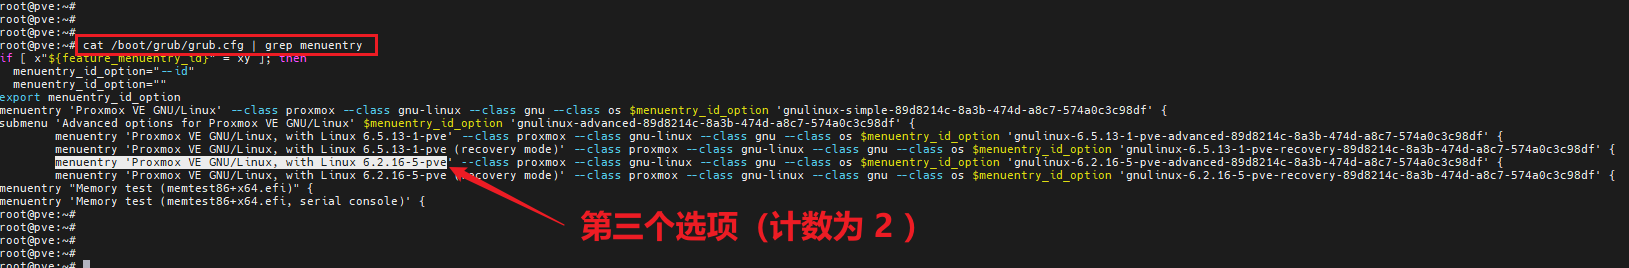 root@pve:~#
root@pve:~#
root@pve:~#
root@pve:~# cat /boot/grub/grub.cfg | grep menuentry
if [ x"${feature_menuentry_id}" = xy ]; then
  menuentry_id_option="--id"
  menuentry_id_option=""
export menuentry_id_option
menuentry 'Proxmox VE GNU/Linux' --class proxmox --class gnu-linux --class gnu --class os $menuentry_id_option 'gnulinux-simple-89d8214c-8a3b-474d-a8c7-574a0c3c98df' {
submenu 'Advanced options for Proxmox VE GNU/Linux' $menuentry_id_option 'gnulinux-advanced-89d8214c-8a3b-474d-a8c7-574a0c3c98df' {
        menuentry 'Proxmox VE GNU/Linux, with Linux 6.5.13-1-pve' --class proxmox --class gnu-linux --class gnu --class os $menuentry_id_option 'gnulinux-6.5.13-1-pve-advanced-89d8214c-8a3b-474d-a8c7-574a0c3c98df' {
        menuentry 'Proxmox VE GNU/Linux, with Linux 6.5.13-1-pve (recovery mode)' --class proxmox --class gnu-linux --class gnu --class os $menuentry_id_option 'gnulinux-6.5.13-1-pve-recovery-89d8214c-8a3b-474d-a8c7-574a0c3c98df' {
        menuentry 'Proxmox VE GNU/Linux, with Linux 6.2.16-5-pve' --class proxmox --class gnu-linux --class gnu --class os $menuentry_id_option 'gnulinux-6.2.16-5-pve-advanced-89d8214c-8a3b-474d-a8c7-574a0c3c98df' {
        menuentry 'Proxmox VE GNU/Linux, with Linux 6.2.16-5-pve (recovery mode)' --class proxmox --class gnu-linux --class gnu --class os $menuentry_id_option 'gnulinux-6.2.16-5-pve-recovery-89d8214c-8a3b-474d-a8c7-574a0c3c98df' {
menuentry "Memory test (memtest86+x64.efi)" {
menuentry 'Memory test (memtest86+x64.efi, serial console)' {
root@pve:~#
root@pve:~#
第三个选项（计数为 2 ）
root@pve:~#
root@pve:~#
root@pve:~#